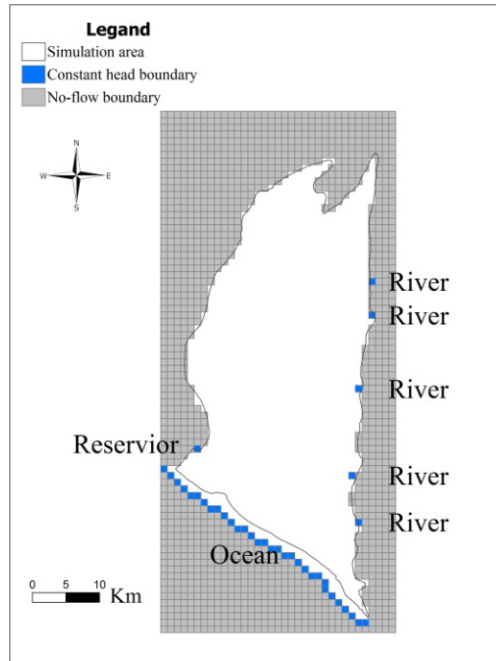 Legand
Simulation area
Constant head boundary
No-flow boundary
N
W E
S
River
River
River
Reservior
River
River
Ocean
0 5 10 Km